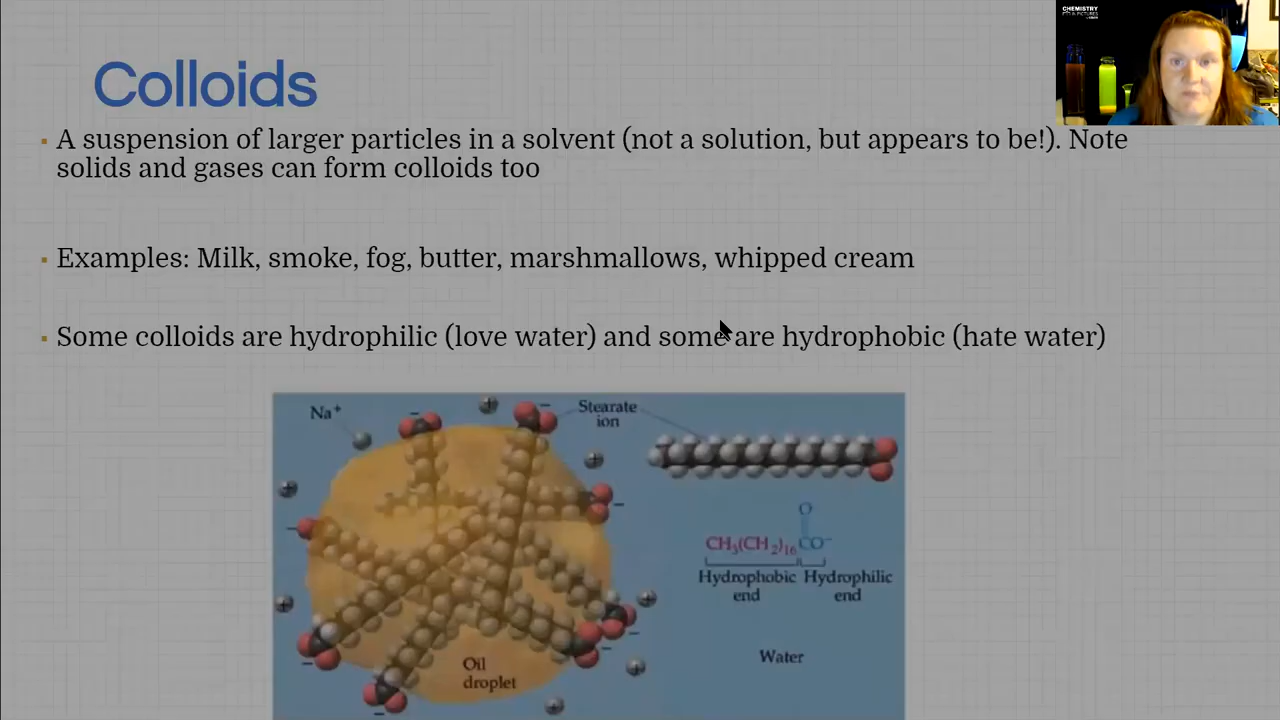 CHEMISTRY
Colloids
A suspension of larger particles in a solvent (not a solution, but appears to be!). Note
solids and gases can form colloids too
Examples: Milk, smoke, fog, butter, marshmallows, whipped cream
Some colloids are hydrophilic (love water) and some are hydrophobic (hate water)
Na+
Stearate
ion
O
CH3(CH2)16CO−
Hydrophobic Hydrophilic
end end
Water
Oil
droplet